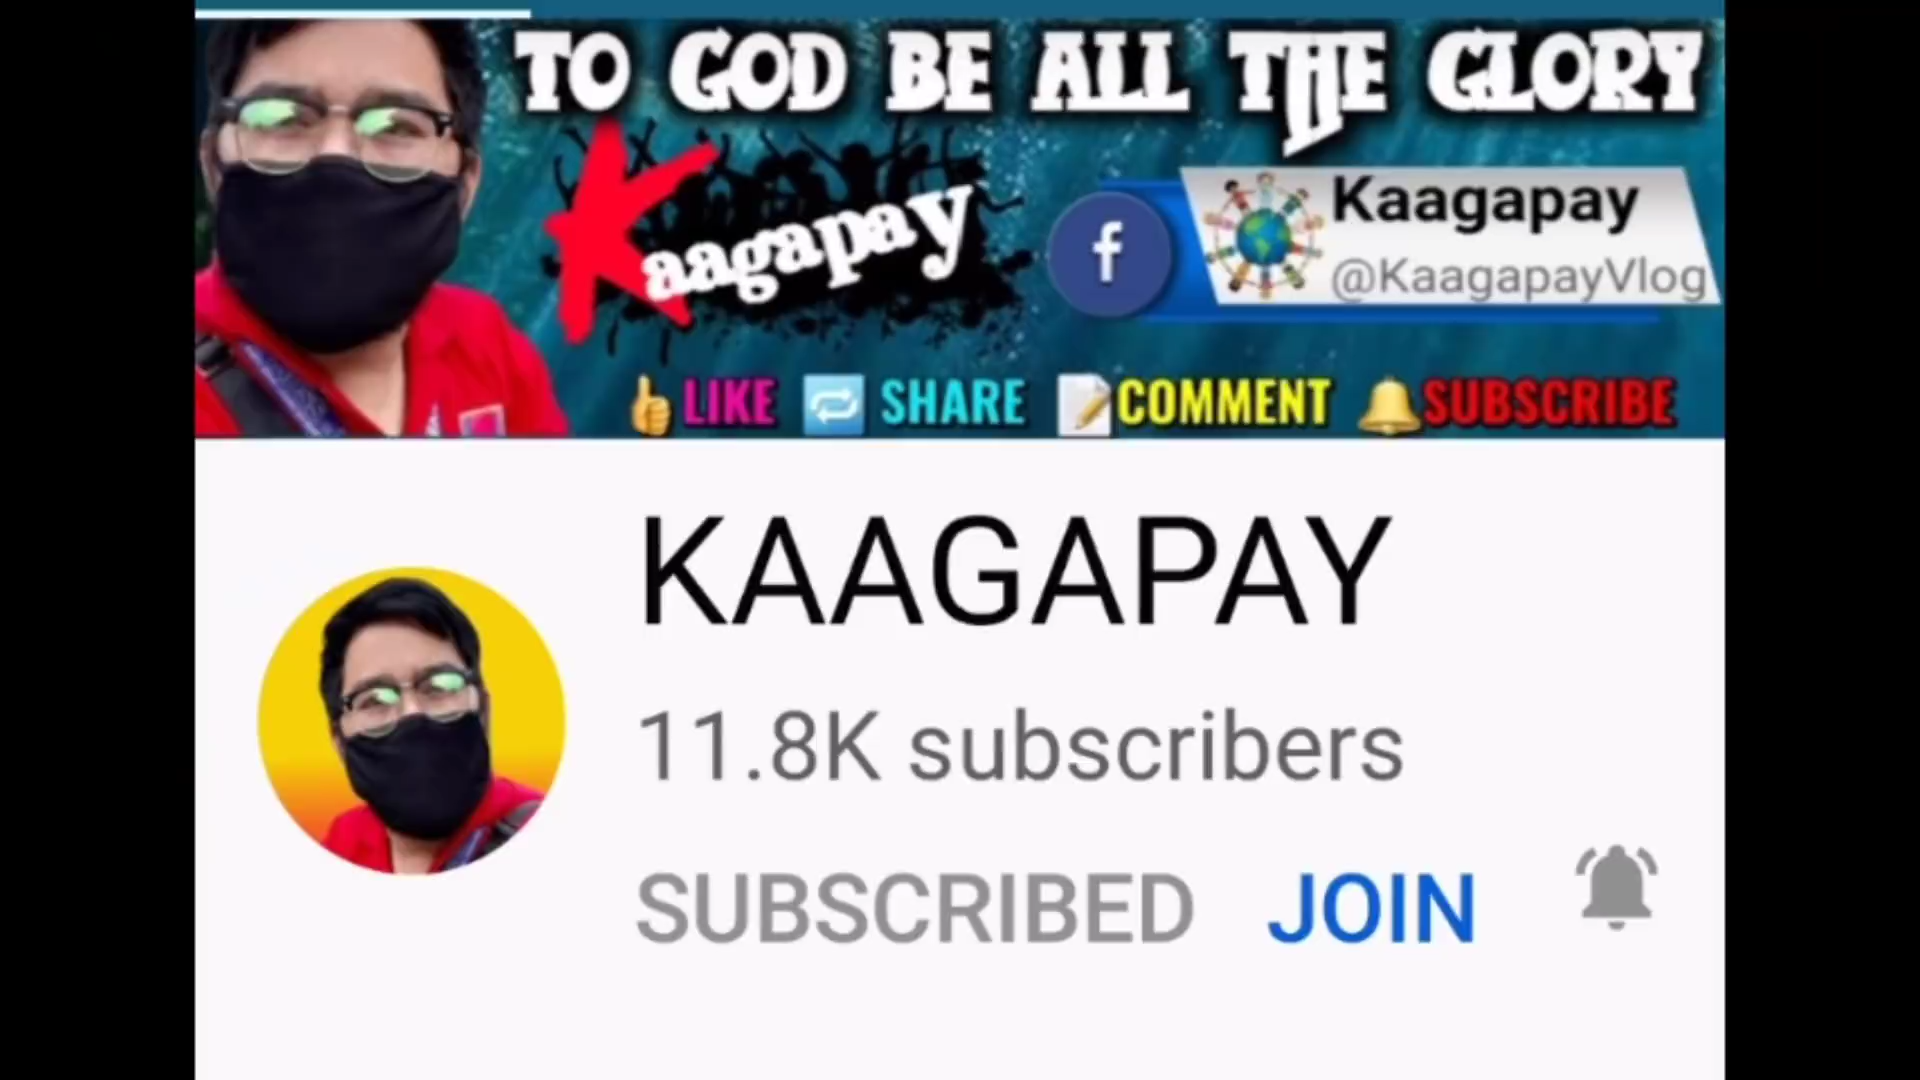 TO GOD BE ALL THE GLORY
Kaagapay
f
Kaagapay
@KaagapayVlog
LIKE SHARE COMMENT SUBSCRIBE
KAAGAPAY
11.8K subscribers
SUBSCRIBED JOIN